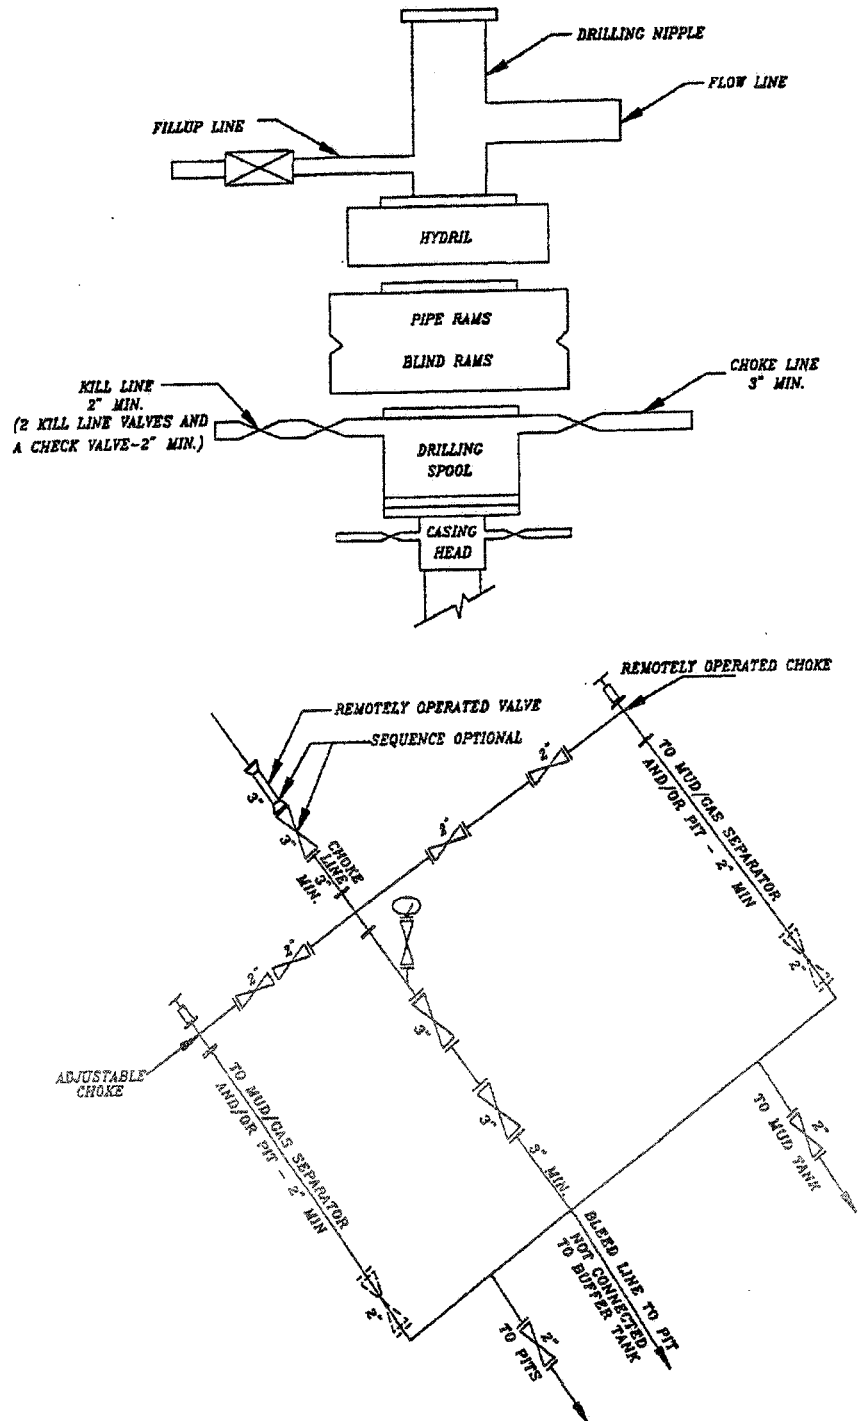 DRILLING NIPPLE
FLOW LINE
FILLUP LINE
HYDRIL
PIPE RAMS
BLIND RAMS
CHOKE LINE
3" MIN.
KILL LINE
2" MIN.
(2 KILL LINE VALVES AND
A CHECK VALVE-2" MIN.)
DRILLING
SPOOL
CASING
HEAD
REMOTELY OPERATED CHOKE
REMOTELY OPERATED VALVE
SEQUENCE OPTIONAL
3"
3"
CHOKE
LINE
3"
MIN.
2"
2"
TO MUD/GAS SEPARATOR
AND/OR PIT - 2" MIN
2"
2"
2"
3"
3"
3" MIN.
ADJUSTABLE
CHOKE
TO MUD/GAS SEPARATOR
AND/OR PIT - 2" MIN
2"
2"
TO MUD TANK
BLEED LINE TO PIT
NOT CONNECTED
TO BUFFER TANK
2"
TO PITS